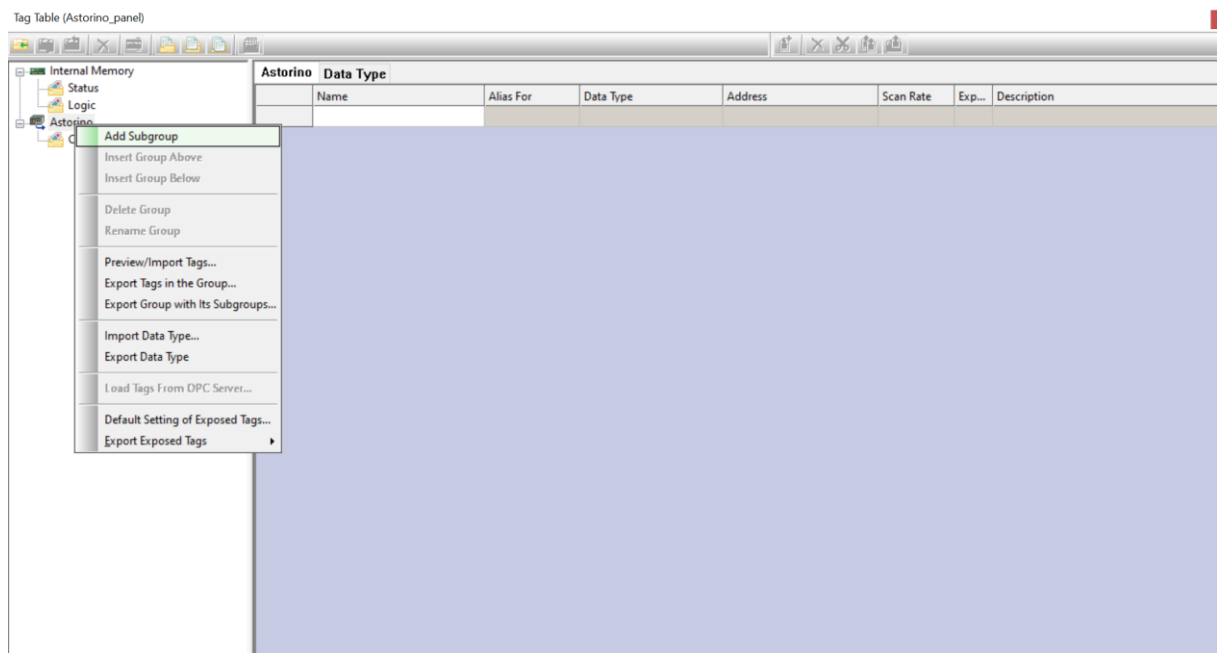 Tag Table (Astorino_panel)
Internal Memory
Status
Logic
Astorino
Astorino Data Type
Name Alias For Data Type Address Scan Rate Exp... Description
Add Subgroup
Insert Group Above
Insert Group Below
Delete Group
Rename Group
Preview/Import Tags...
Export Tags in the Group...
Export Group with Its Subgroups...
Import Data Type...
Export Data Type
Load Tags From OPC Server...
Default Setting of Exposed Tags...
Export Exposed Tags